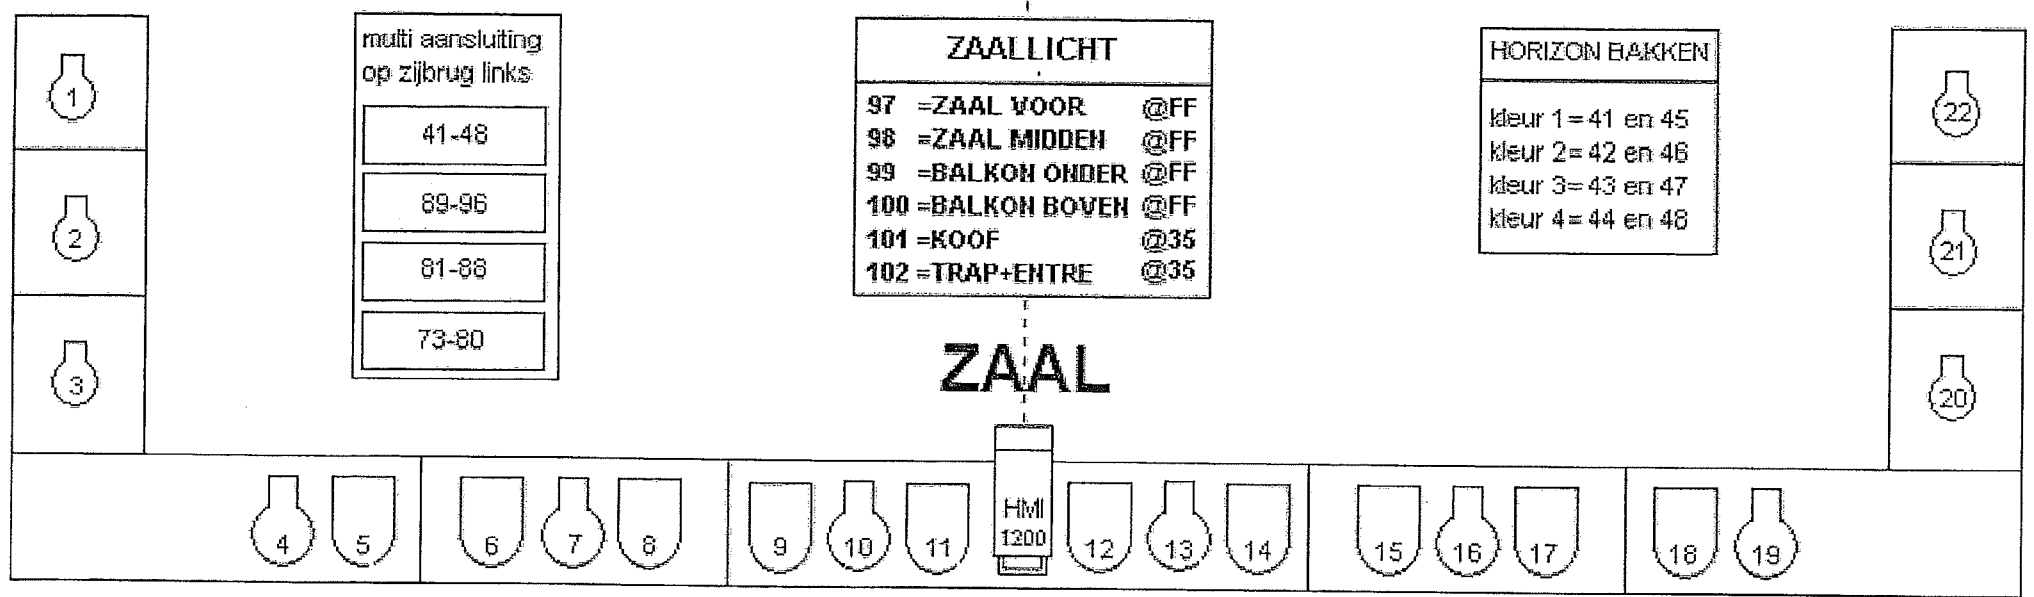 multi aansluiting
op zijbrug links
41-48
89-96
81-88
73-80
ZAALLICHT
97 =ZAAL VOOR @FF
98 =ZAAL MIDDEN @FF
99 =BALKON ONDER @FF
100 =BALKON BOVEN @FF
101 =KOOF @35
102 =TRAP+ENTRE @35
HORIZON BAKKEN
kleur 1= 41 en 45
kleur 2= 42 en 46
kleur 3= 43 en 47
kleur 4= 44 en 48
1
2
3
22
21
20
ZAAL
HMI
1200
4 5 6 7 8 9 10 11 12 13 14 15 16 17 18 19